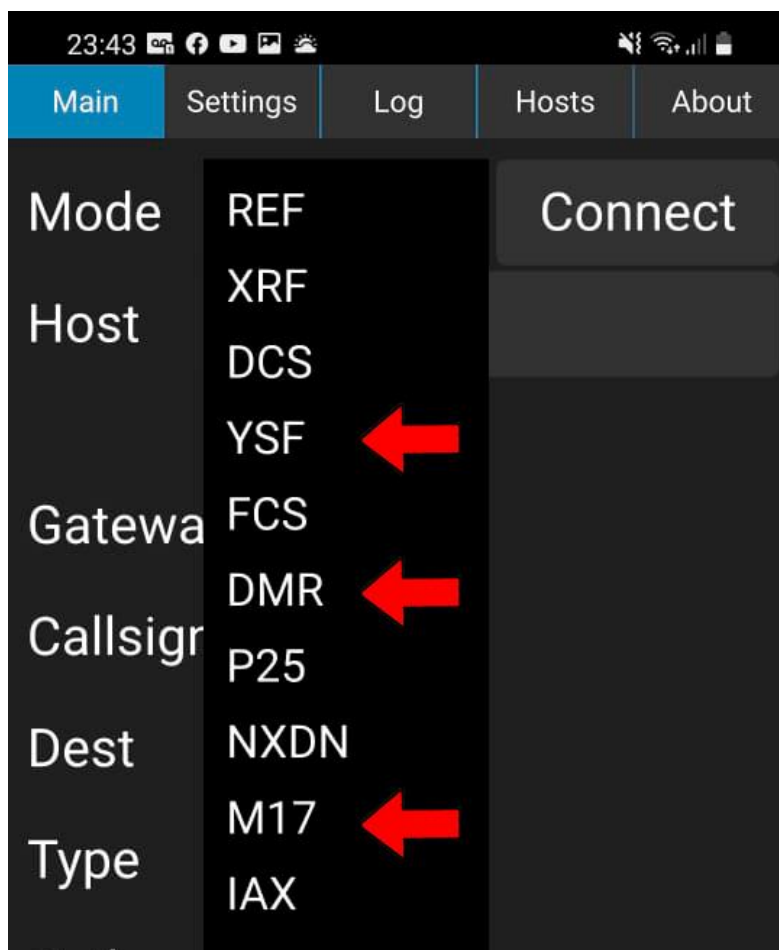 23:43
Main Settings Log Hosts About
Mode REF Connect
XRF
Host
DCS
YSF
Gatewa FCS
DMR
Callsign
P25
Dest NXDN
M17
Type
IAX